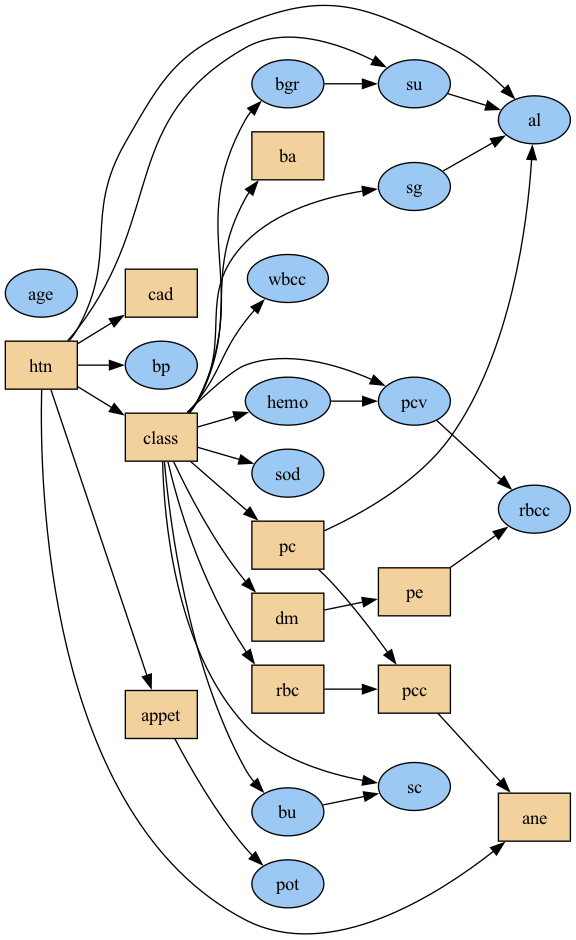 bgr
su
al
ba
sg
age
cad
wbcc
htn
bp
hemo
pcv
class
sod
rbcc
pc
pe
dm
rbc
pcc
appet
sc
bu
ane
pot